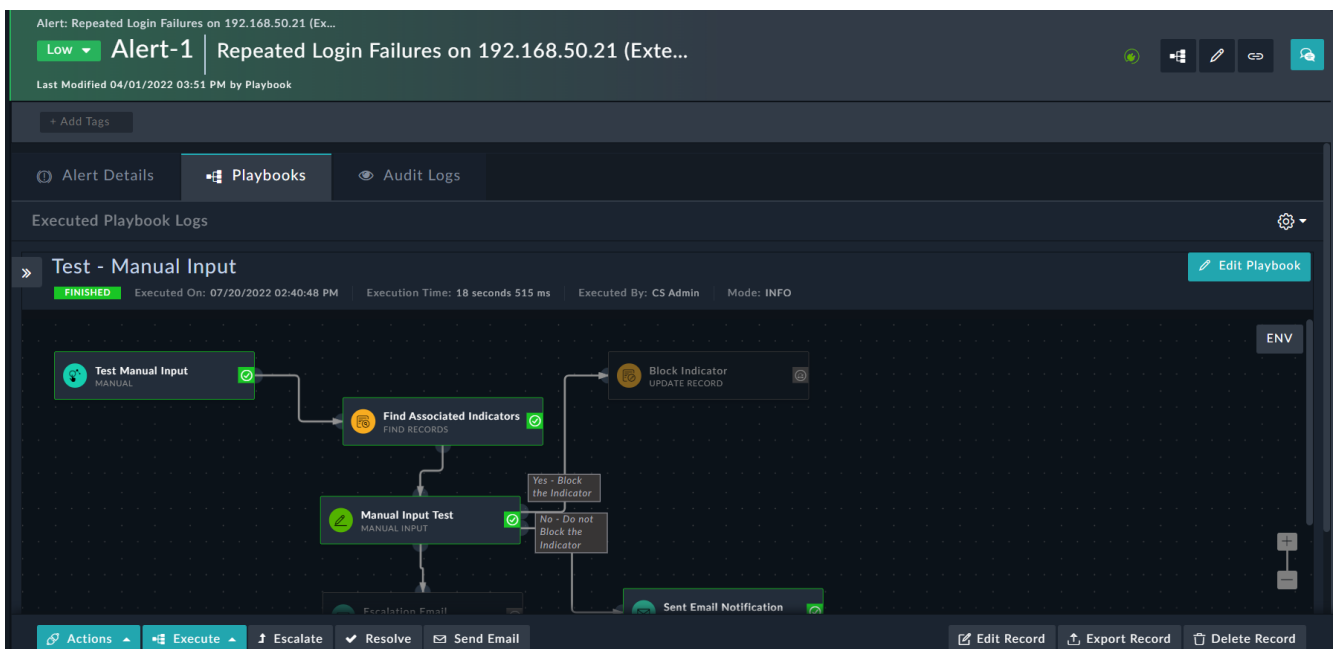 Alert: Repeated Login Failures on 192.168.50.21 (Ex...
Low
Alert-1
Repeated Login Failures on 192.168.50.21 (Exte...
Last Modified 04/01/2022 03:51 PM by Playbook
+ Add Tags
Alert Details
Playbooks
Audit Logs
Executed Playbook Logs
Test - Manual Input
Edit Playbook
FINISHED
Executed On: 07/20/2022 02:40:48 PM
Execution Time: 18 seconds 515 ms
Executed By: CS Admin
Mode: INFO
ENV
Test Manual Input
MANUAL
Block Indicator
UPDATE RECORD
Find Associated Indicators
FIND RECORDS
Yes - Block
the Indicator
Manual Input Test
MANUAL INPUT
No - Do not
Block the
Indicator
Escalation Email
Sent Email Notification
Actions
Execute
Escalate
Resolve
Send Email
Edit Record
Export Record
Delete Record